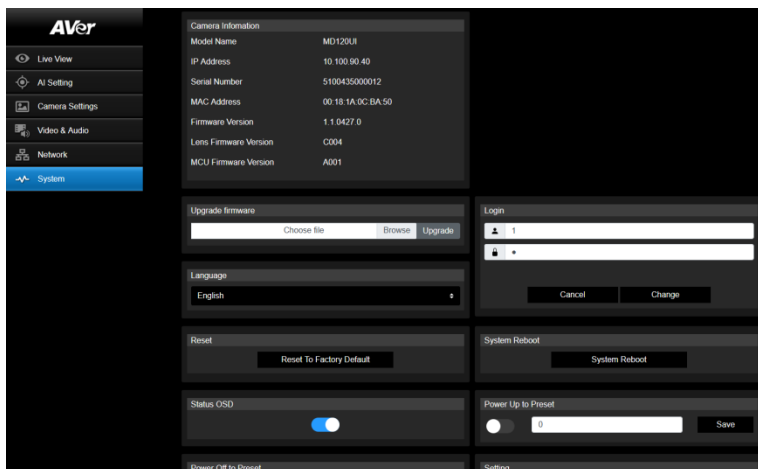 AVer
Live View
AI Setting
Camera Settings
Video & Audio
Network
System
Camera Infomation
Model Name MD120UI
IP Address 10.100.90.40
Serial Number 5100435000012
MAC Address 00:18:1A:0C:BA:50
Firmware Version 1.1.0427.0
Lens Firmware Version C004
MCU Firmware Version A001
Upgrade firmware
Choose file Browse Upgrade
Login
1
Language
English
Cancel Change
Reset
Reset To Factory Default
System Reboot
System Reboot
Status OSD
Power Up to Preset
0 Save
Power Off to Preset
Setting